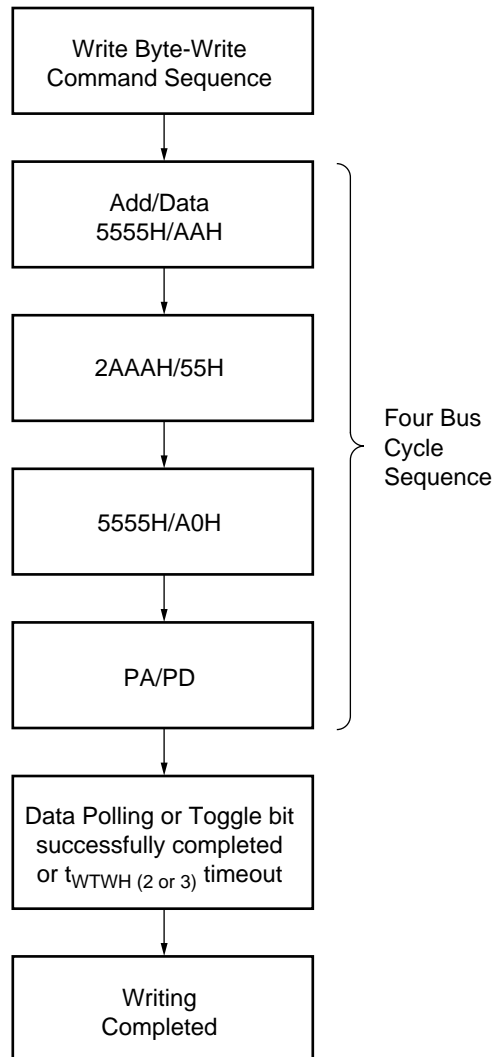 Write Byte-Write
Command Sequence
Add/Data
5555H/AAH
2AAAH/55H
5555H/A0H
PA/PD
Four Bus
Cycle
Sequence
Data Polling or Toggle bit
successfully completed
or tWTWH (2 or 3) timeout
Writing
Completed